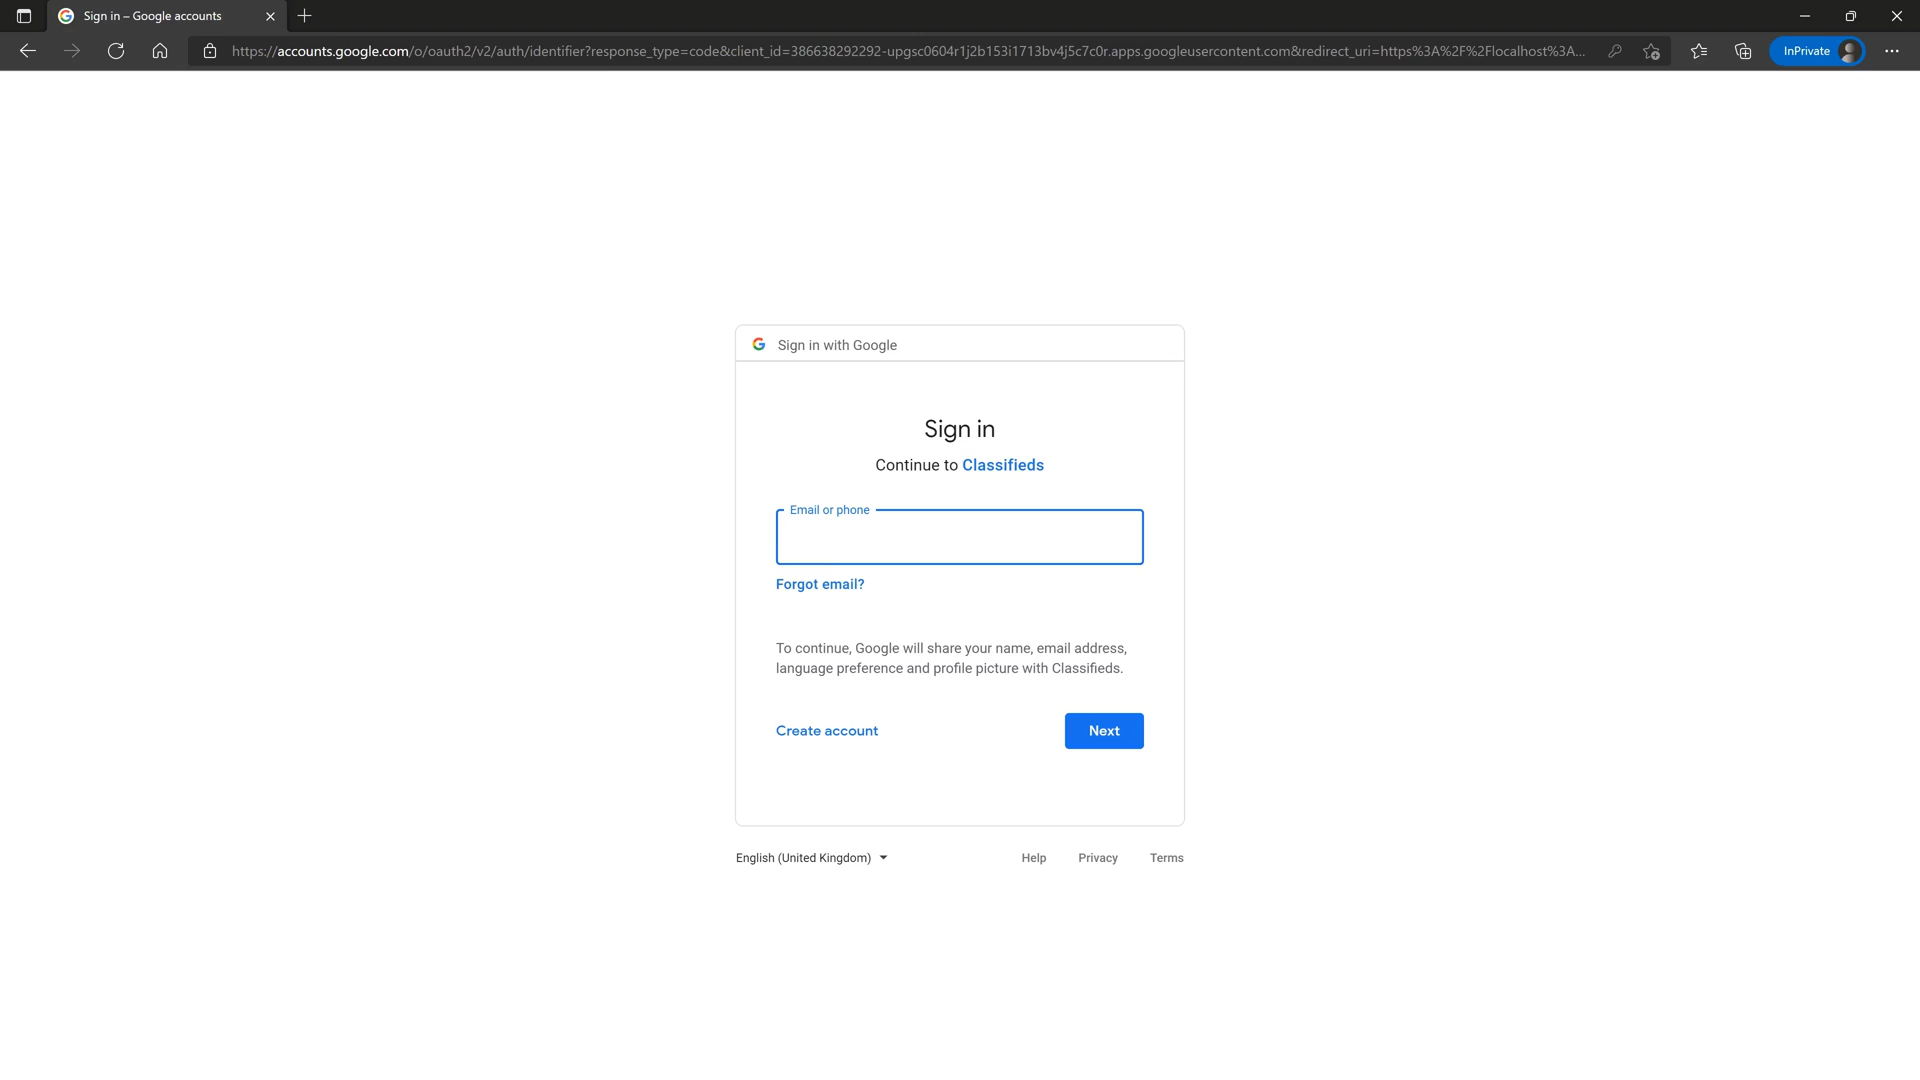 Sign in – Google accounts
https://accounts.google.com/o/oauth2/v2/auth/identifier?response_type=code&client_id=386638292292-upgsc0604r1j2b153i1713bv4j5c7c0r.apps.googleusercontent.com&redirect_uri=https%3A%2F%2Flocalhost%3A...
InPrivate
Sign in with Google
Sign in
Continue to Classifieds
Email or phone
Forgot email?
To continue, Google will share your name, email address,
language preference and profile picture with Classifieds.
Create account
Next
English (United Kingdom)
Help
Privacy
Terms